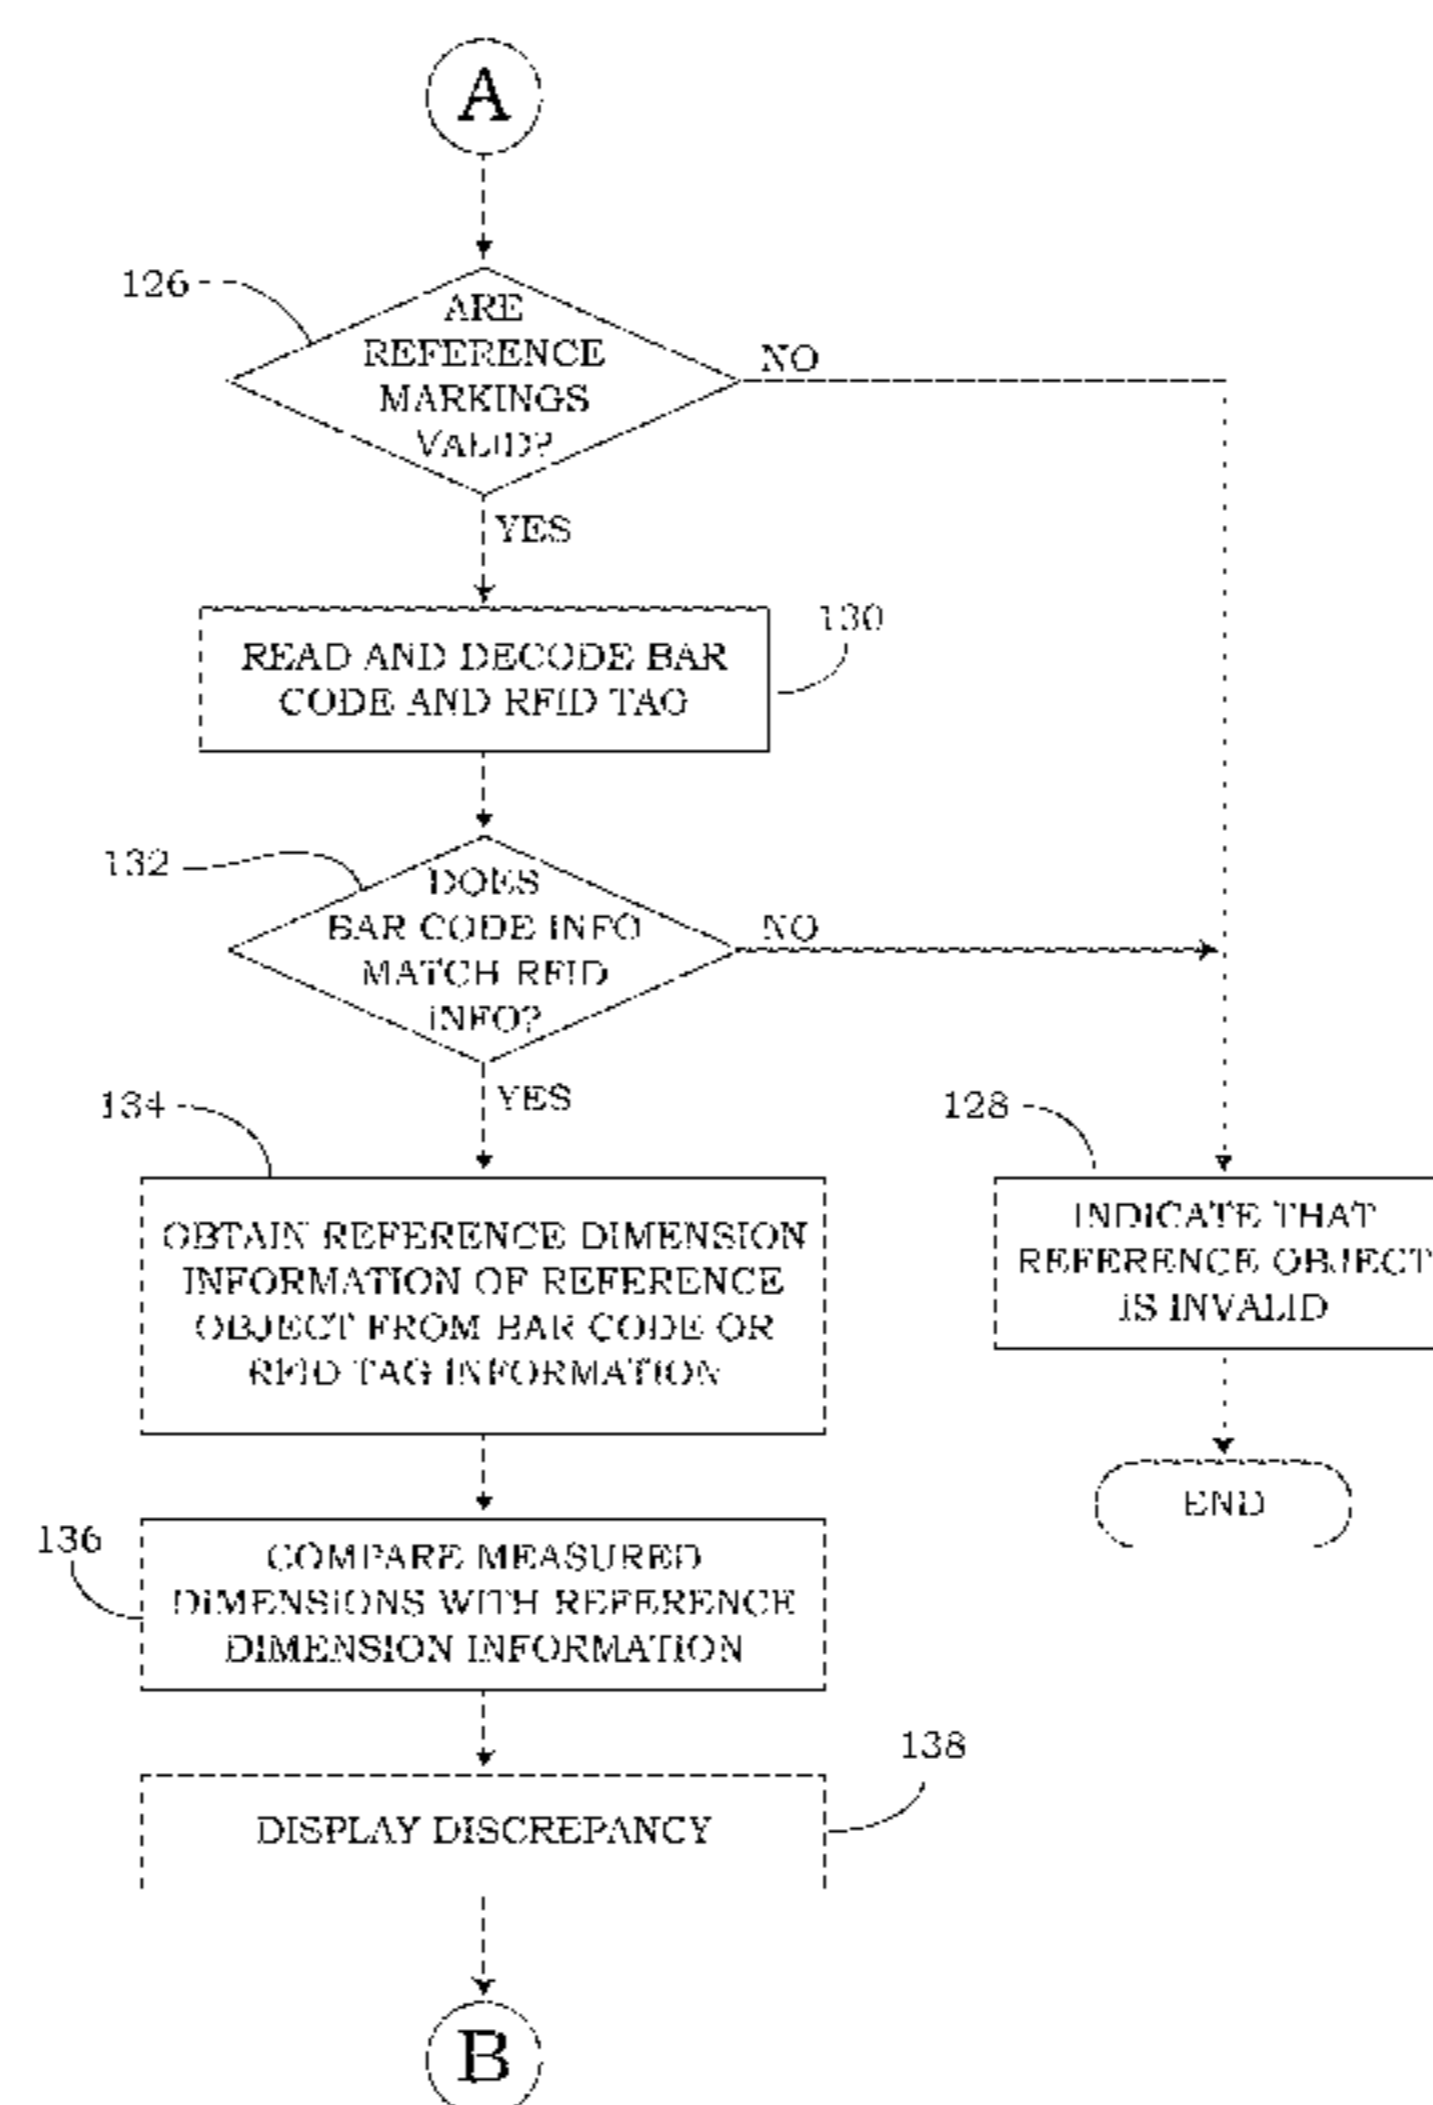 A
126
ARE
REFERENCE
MARKINGS
VALID?
NO
YES
130
READ AND DECODE BAR
CODE AND RFID TAG
132
DOES
BAR CODE INFO
MATCH RFID
INFO?
NO
YES
134
128
OBTAIN REFERENCE DIMENSION
INFORMATION OF REFERENCE
OBJECT FROM BAR CODE OR
RFID TAG INFORMATION
INDICATE THAT
REFERENCE OBJECT
IS INVALID
END
136
COMPARE MEASURED
DIMENSIONS WITH REFERENCE
DIMENSION INFORMATION
138
DISPLAY DISCREPANCY
B